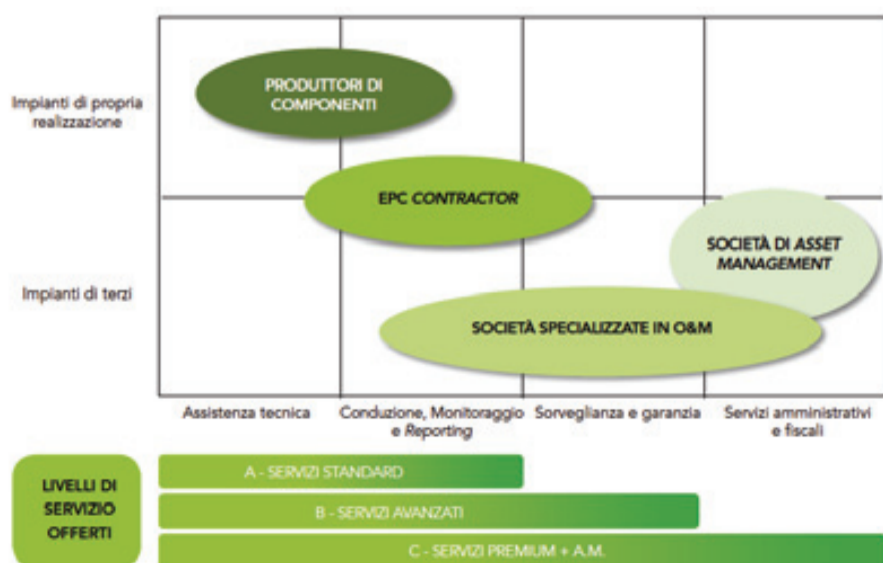 PRODUTTORI DI
COMPONENTI
Impianti di propria
realizzazione
EPC CONTRACTOR
SOCIETÀ DI ASSET
MANAGEMENT
Impianti di terzi
SOCIETÀ SPECIALIZZATE IN O&M
Assistenza tecnica
Conduzione, Monitoraggio
e Reporting
Sorveglianza e garanzia
Servizi amministrativi
e fiscali
LIVELLI DI
SERVIZIO
OFFERTI
A - SERVIZI STANDARD
B - SERVIZI AVANZATI
C - SERVIZI PREMIUM + A.M.